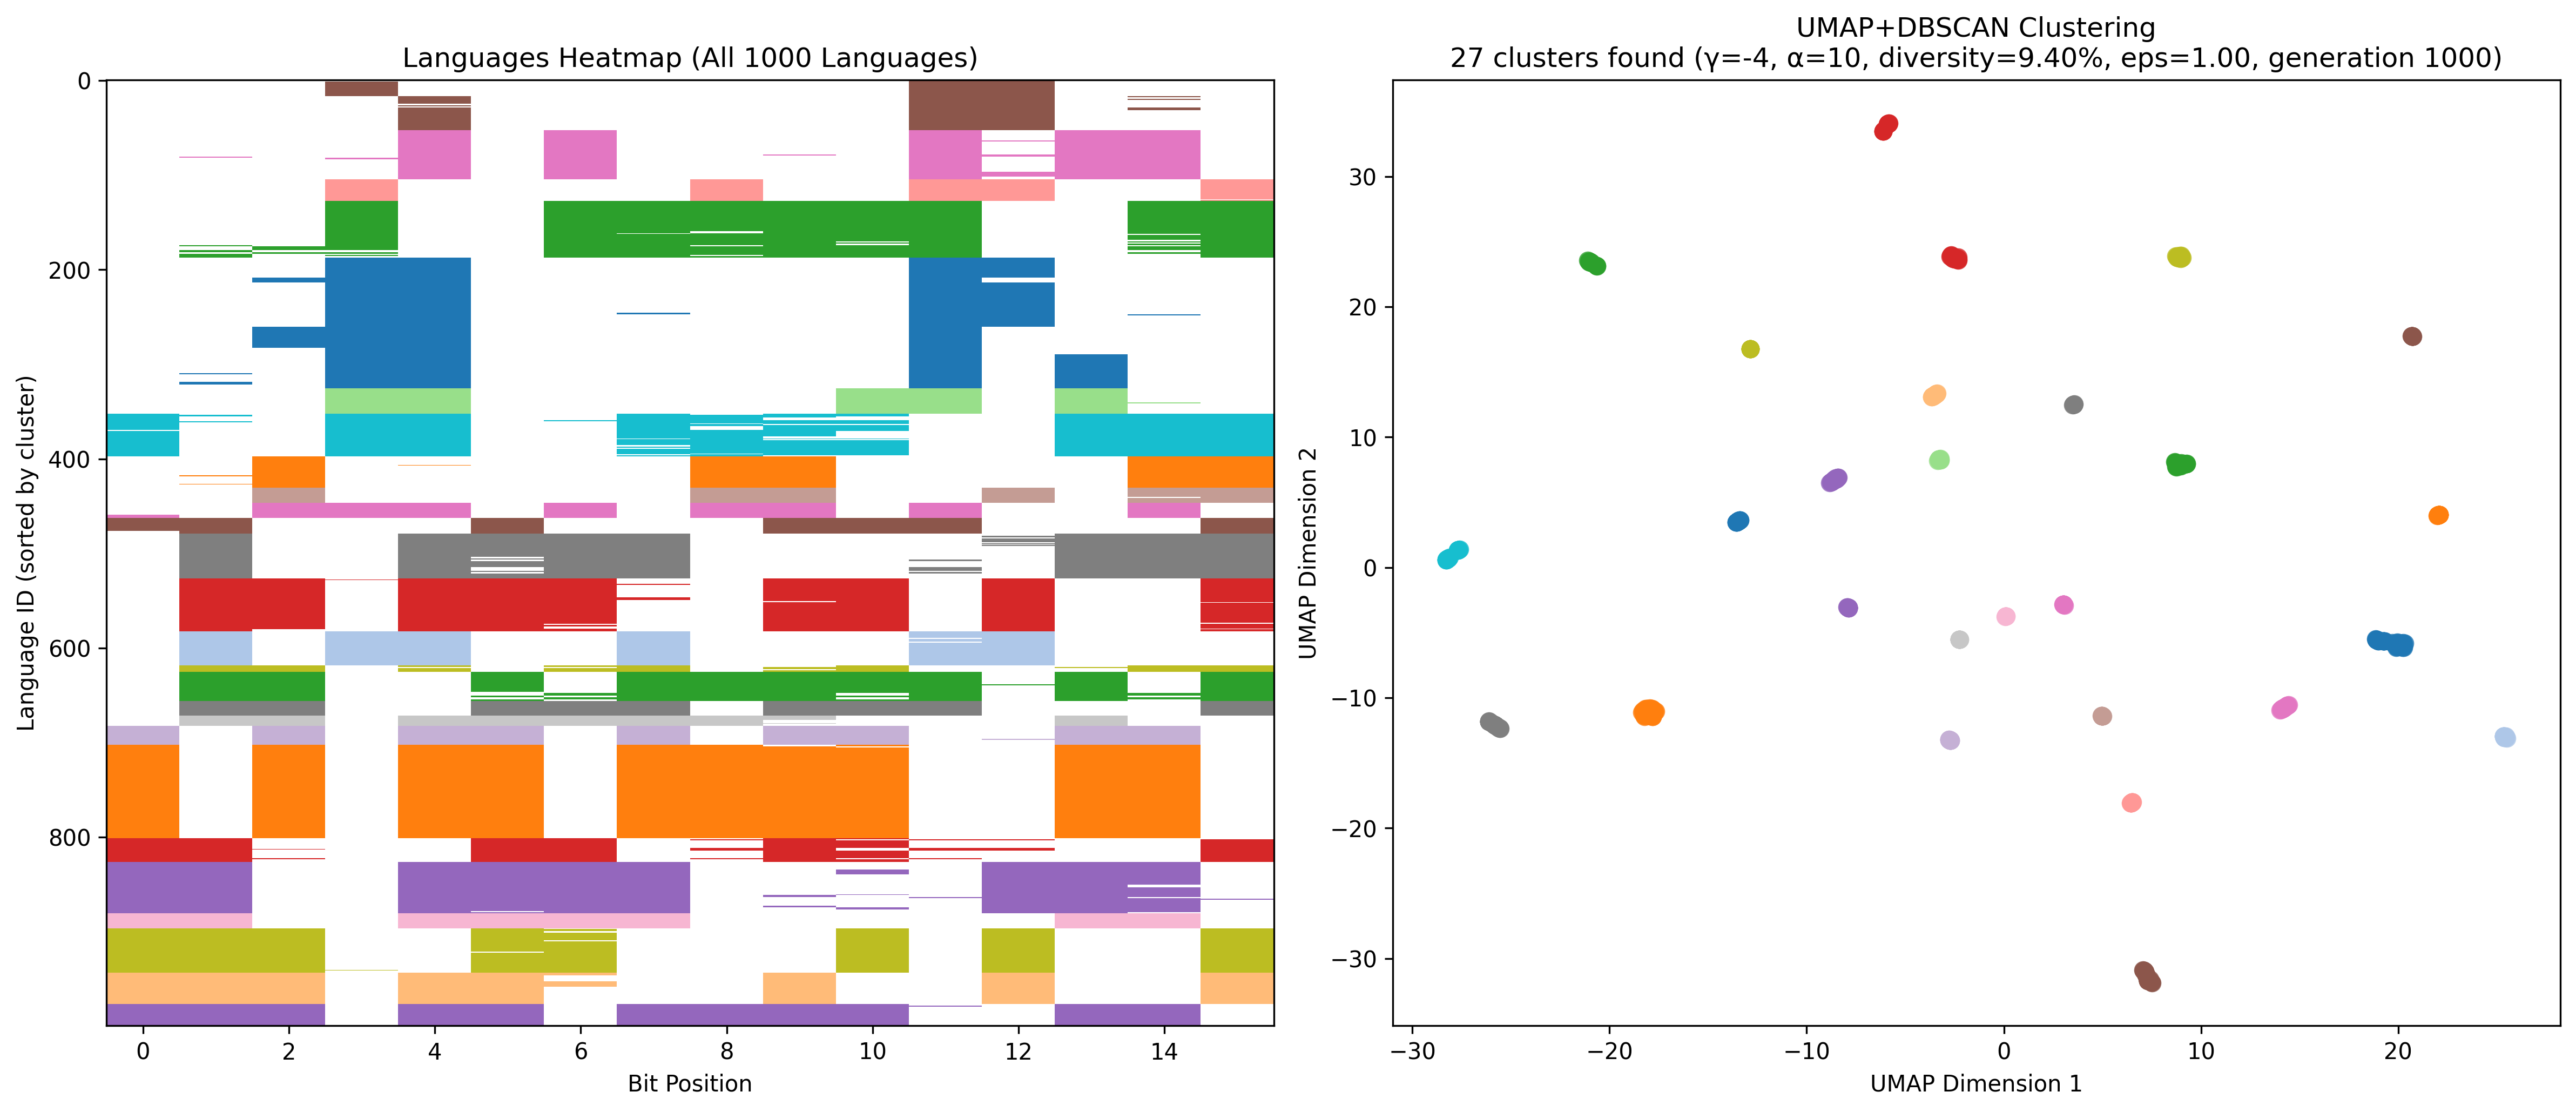 Languages Heatmap (All 1000 Languages)
0
200
400
600
800
Language ID (sorted by cluster)
0 2 4 6 8 10 12 14
Bit Position
UMAP+DBSCAN Clustering
27 clusters found (γ=-4, α=10, diversity=9.40%, eps=1.00, generation 1000)
30
20
10
0
−10
−20
−30
UMAP Dimension 2
−30 −20 −10 0 10 20
UMAP Dimension 1